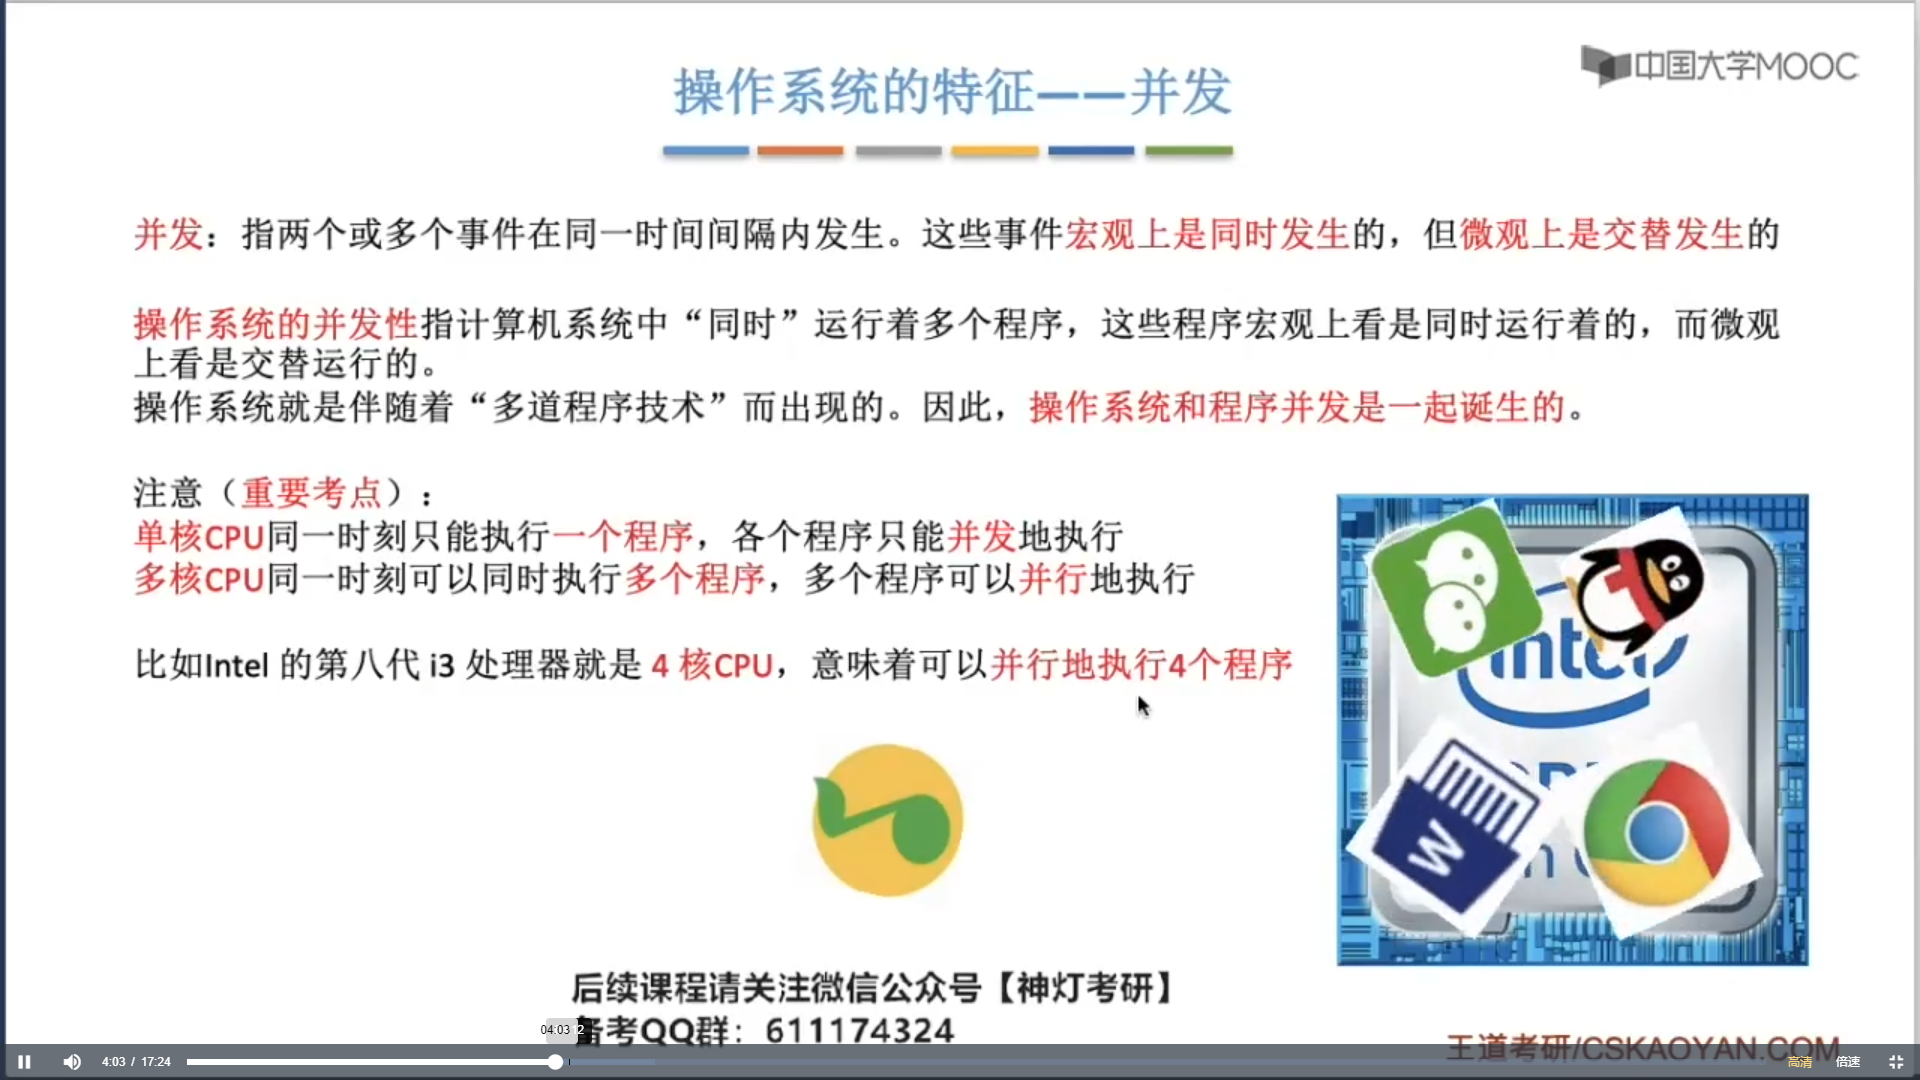 中国大学MOOC
操作系统的特征——并发
并发：指两个或多个事件在同一时间间隔内发生。这些事件宏观上是同时发生的，但微观上是交替发生的
操作系统的并发性指计算机系统中“同时”运行着多个程序，这些程序宏观上看是同时运行着的，而微观
上看是交替运行的。
操作系统就是伴随着“多道程序技术”而出现的。因此，操作系统和程序并发是一起诞生的。
注意（重要考点）：
单核CPU同一时刻只能执行一个程序，各个程序只能并发地执行
多核CPU同一时刻可以同时执行多个程序，多个程序可以并行地执行
比如Intel 的第八代 i3 处理器就是 4 核CPU，意味着可以并行地执行4个程序
intel
W
后续课程请关注微信公众号【神灯考研】
备考QQ群：611174324
王道考研/CSKAOYAN.COM
04:03
4:03 / 17:24
高清
倍速